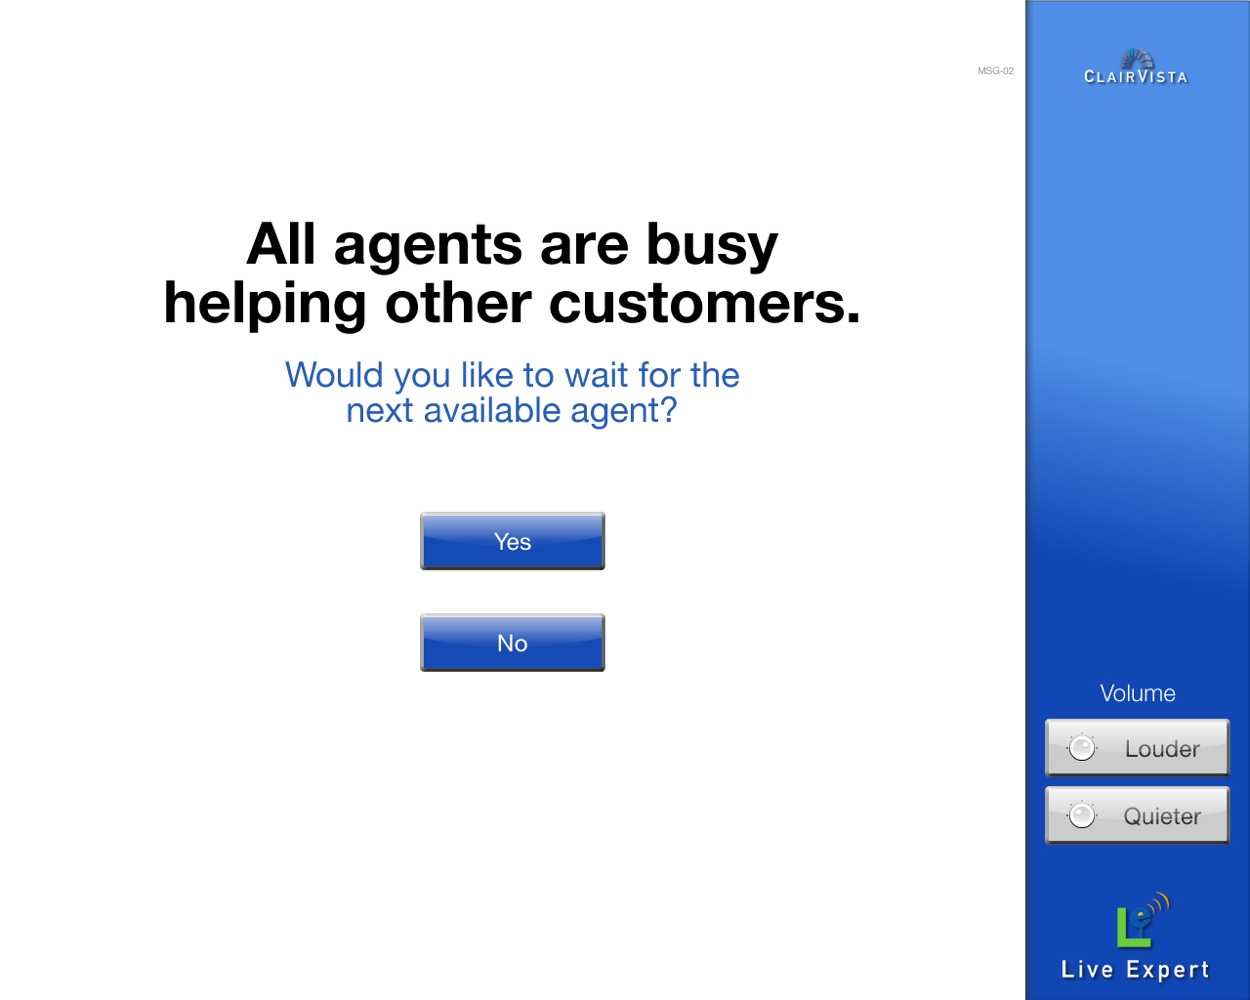 MSG-02
CLAIRVISTA
All agents are busy
helping other customers.
Would you like to wait for the
next available agent?
Yes
No
Volume
Louder
Quieter
Le
Live Expert